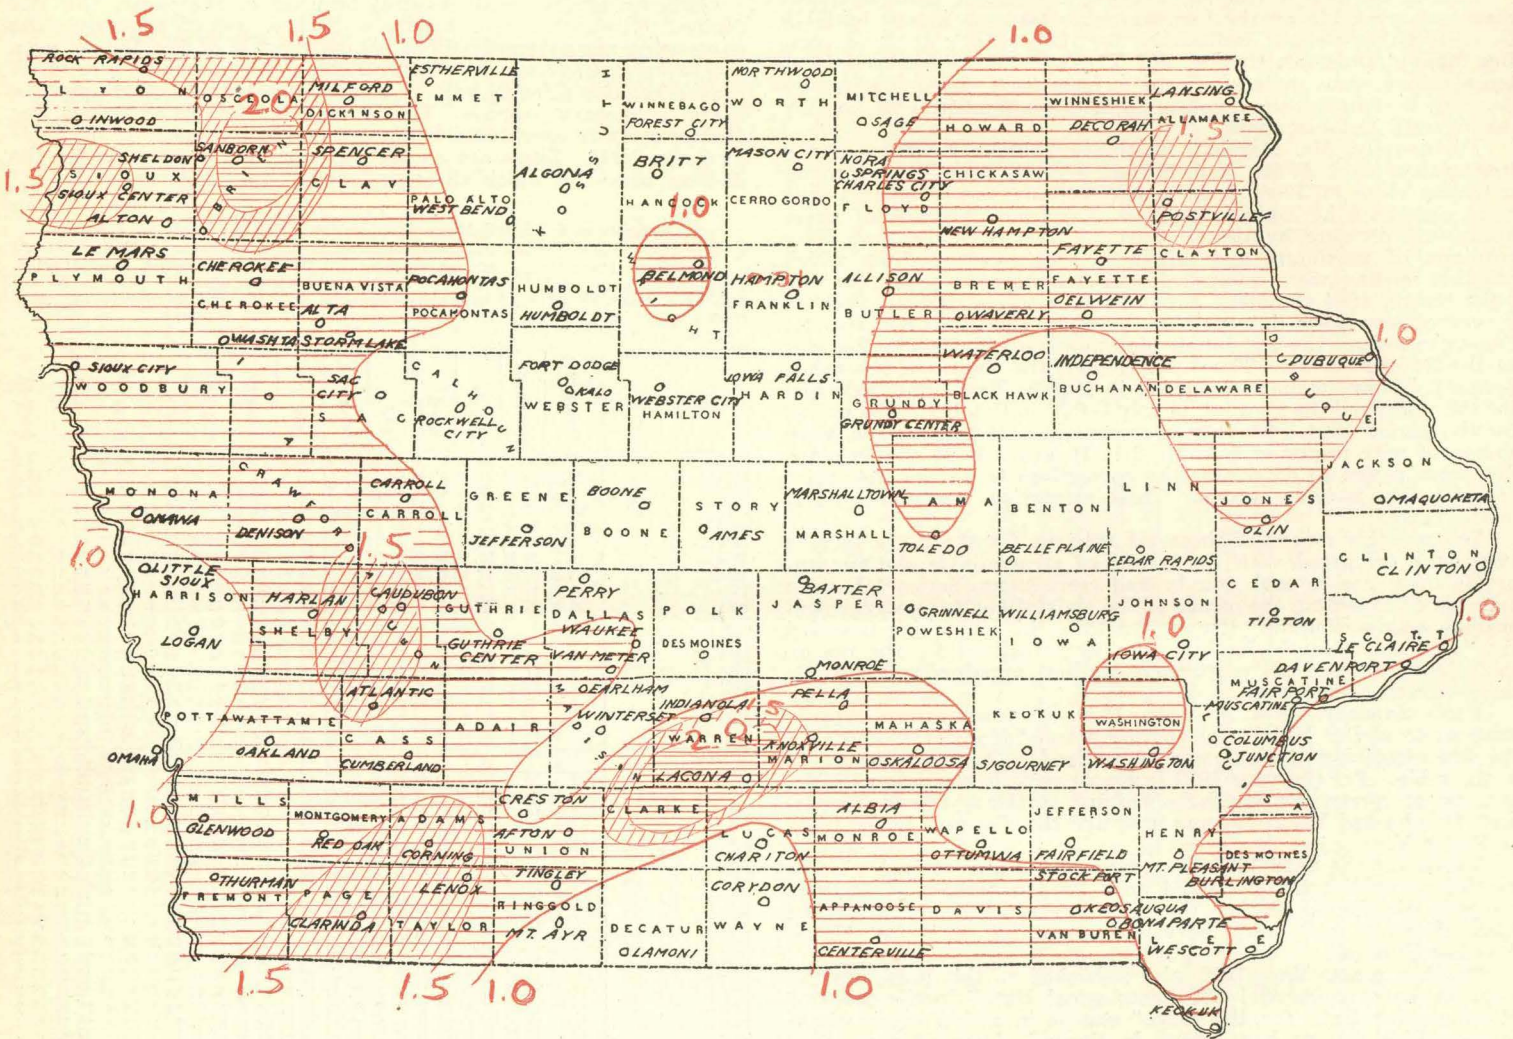 1.5
1.5
1.0
1.0
ROCK RAPIDS
LYON
INWOOD
OSCEOLA
2.0
MILFORD
DICKINSON
ESTHERVILLE
EMMET
WINNEBAGO
FOREST CITY
NORTHWOOD
WORTH
MITCHELL
OSAGE
HOWARD
WINNESHIEK
DECORAH
LANSING
ALLAMAKEE
1.5
1.5
SHELDON
SIOUX
SIOUX CENTER
ALTON
SANBORN
SPENCER
CLAY
PALO ALTO
WEST BEND
ALGONA
BRITT
HANCOCK
1.0
MASON CITY
CERRO GORDO
NORA
SPRINGS
CHARLES CITY
FLOYD
CHICKASAW
NEW HAMPTON
POSTVILLE
LE MARS
PLYMOUTH
CHEROKEE
CHEROKEE
BUENA VISTA
ALTA
STORM LAKE
WASHTA
POCAHONTAS
POCAHONTAS
HUMBOLDT
HUMBOLDT
BELMOND
HAMPTON
FRANKLIN
ALLISON
BUTLER
BREMER
WAVERLY
FAYETTE
FAYETTE
OELWEIN
CLAYTON
1.0
SIOUX CITY
WOODBURY
SAC
CITY
SAC
CALHOUN
ROCKWELL
CITY
FORT DODGE
KALO
WEBSTER
WEBSTER CITY
HAMILTON
IOWA FALLS
HARDIN
GRUNDY
GRUNDY CENTER
WATERLOO
BLACK HAWK
INDEPENDENCE
BUCHANAN
DELAWARE
DUBUQUE
DUBUQUE
MONONA
ONAWA
CRAWFORD
DENISON
CARROLL
CARROLL
GREENE
JEFFERSON
BOONE
BOONE
STORY
AMES
MARSHALLTOWN
MARSHALL
TAMA
TOLEDO
BENTON
BELLE PLAINE
LINN
CEDAR RAPIDS
JONES
OLIN
JACKSON
MAQUOKETA
CLINTON
CLINTON
1.0
1.5
LITTLE
SIOUX
HARRISON
LOGAN
HARLAN
SHELBY
AUDUBON
GUTHRIE
GUTHRIE
CENTER
PERRY
DALLAS
WAUKEE
VAN METER
POLK
DES MOINES
BAXTER
JASPER
MONROE
GRINNELL
POWESHIEK
WILLIAMSBURG
IOWA
JOHNSON
1.0
IOWA CITY
CEDAR
TIPTON
SCOTT
LE CLAIRE
DAVENPORT
1.0
MUSCATINE
FAIRPORT
MUSCATINE
POTTAWATTAMIE
OMAHA
OAKLAND
ATLANTIC
CASS
CUMBERLAND
ADAIR
EARLHAM
WINTERSET
MADISON
INDIANOLA
1.5
WARREN
2.0
LACONA
PELLA
KNOXVILLE
MARION
MAHASKA
OSKALOOSA
KEOKUK
SIGOURNEY
WASHINGTON
WASHINGTON
COLUMBUS
JUNCTION
1.0
MILLS
GLENWOOD
MONTGOMERY
RED OAK
ADAMS
CORNING
CRESTON
AFTON
UNION
CLARKE
LUCAS
CHARITON
ALBIA
MONROE
WAPELLO
OTTUMWA
JEFFERSON
FAIRFIELD
HENRY
MT. PLEASANT
DES MOINES
BURLINGTON
THURMAN
FREMONT
PAGE
CLARINDA
LENOX
TAYLOR
TINGLEY
RINGGOLD
MT. AYR
DECATUR
LAMONI
CORYDON
WAYNE
APPANOOSE
CENTERVILLE
DAVIS
STOCKPORT
KEOSAUQUA
BONAPARTE
VAN BUREN
LEE
WESCOTT
KEOKUK
1.5
1.5
1.0
1.0